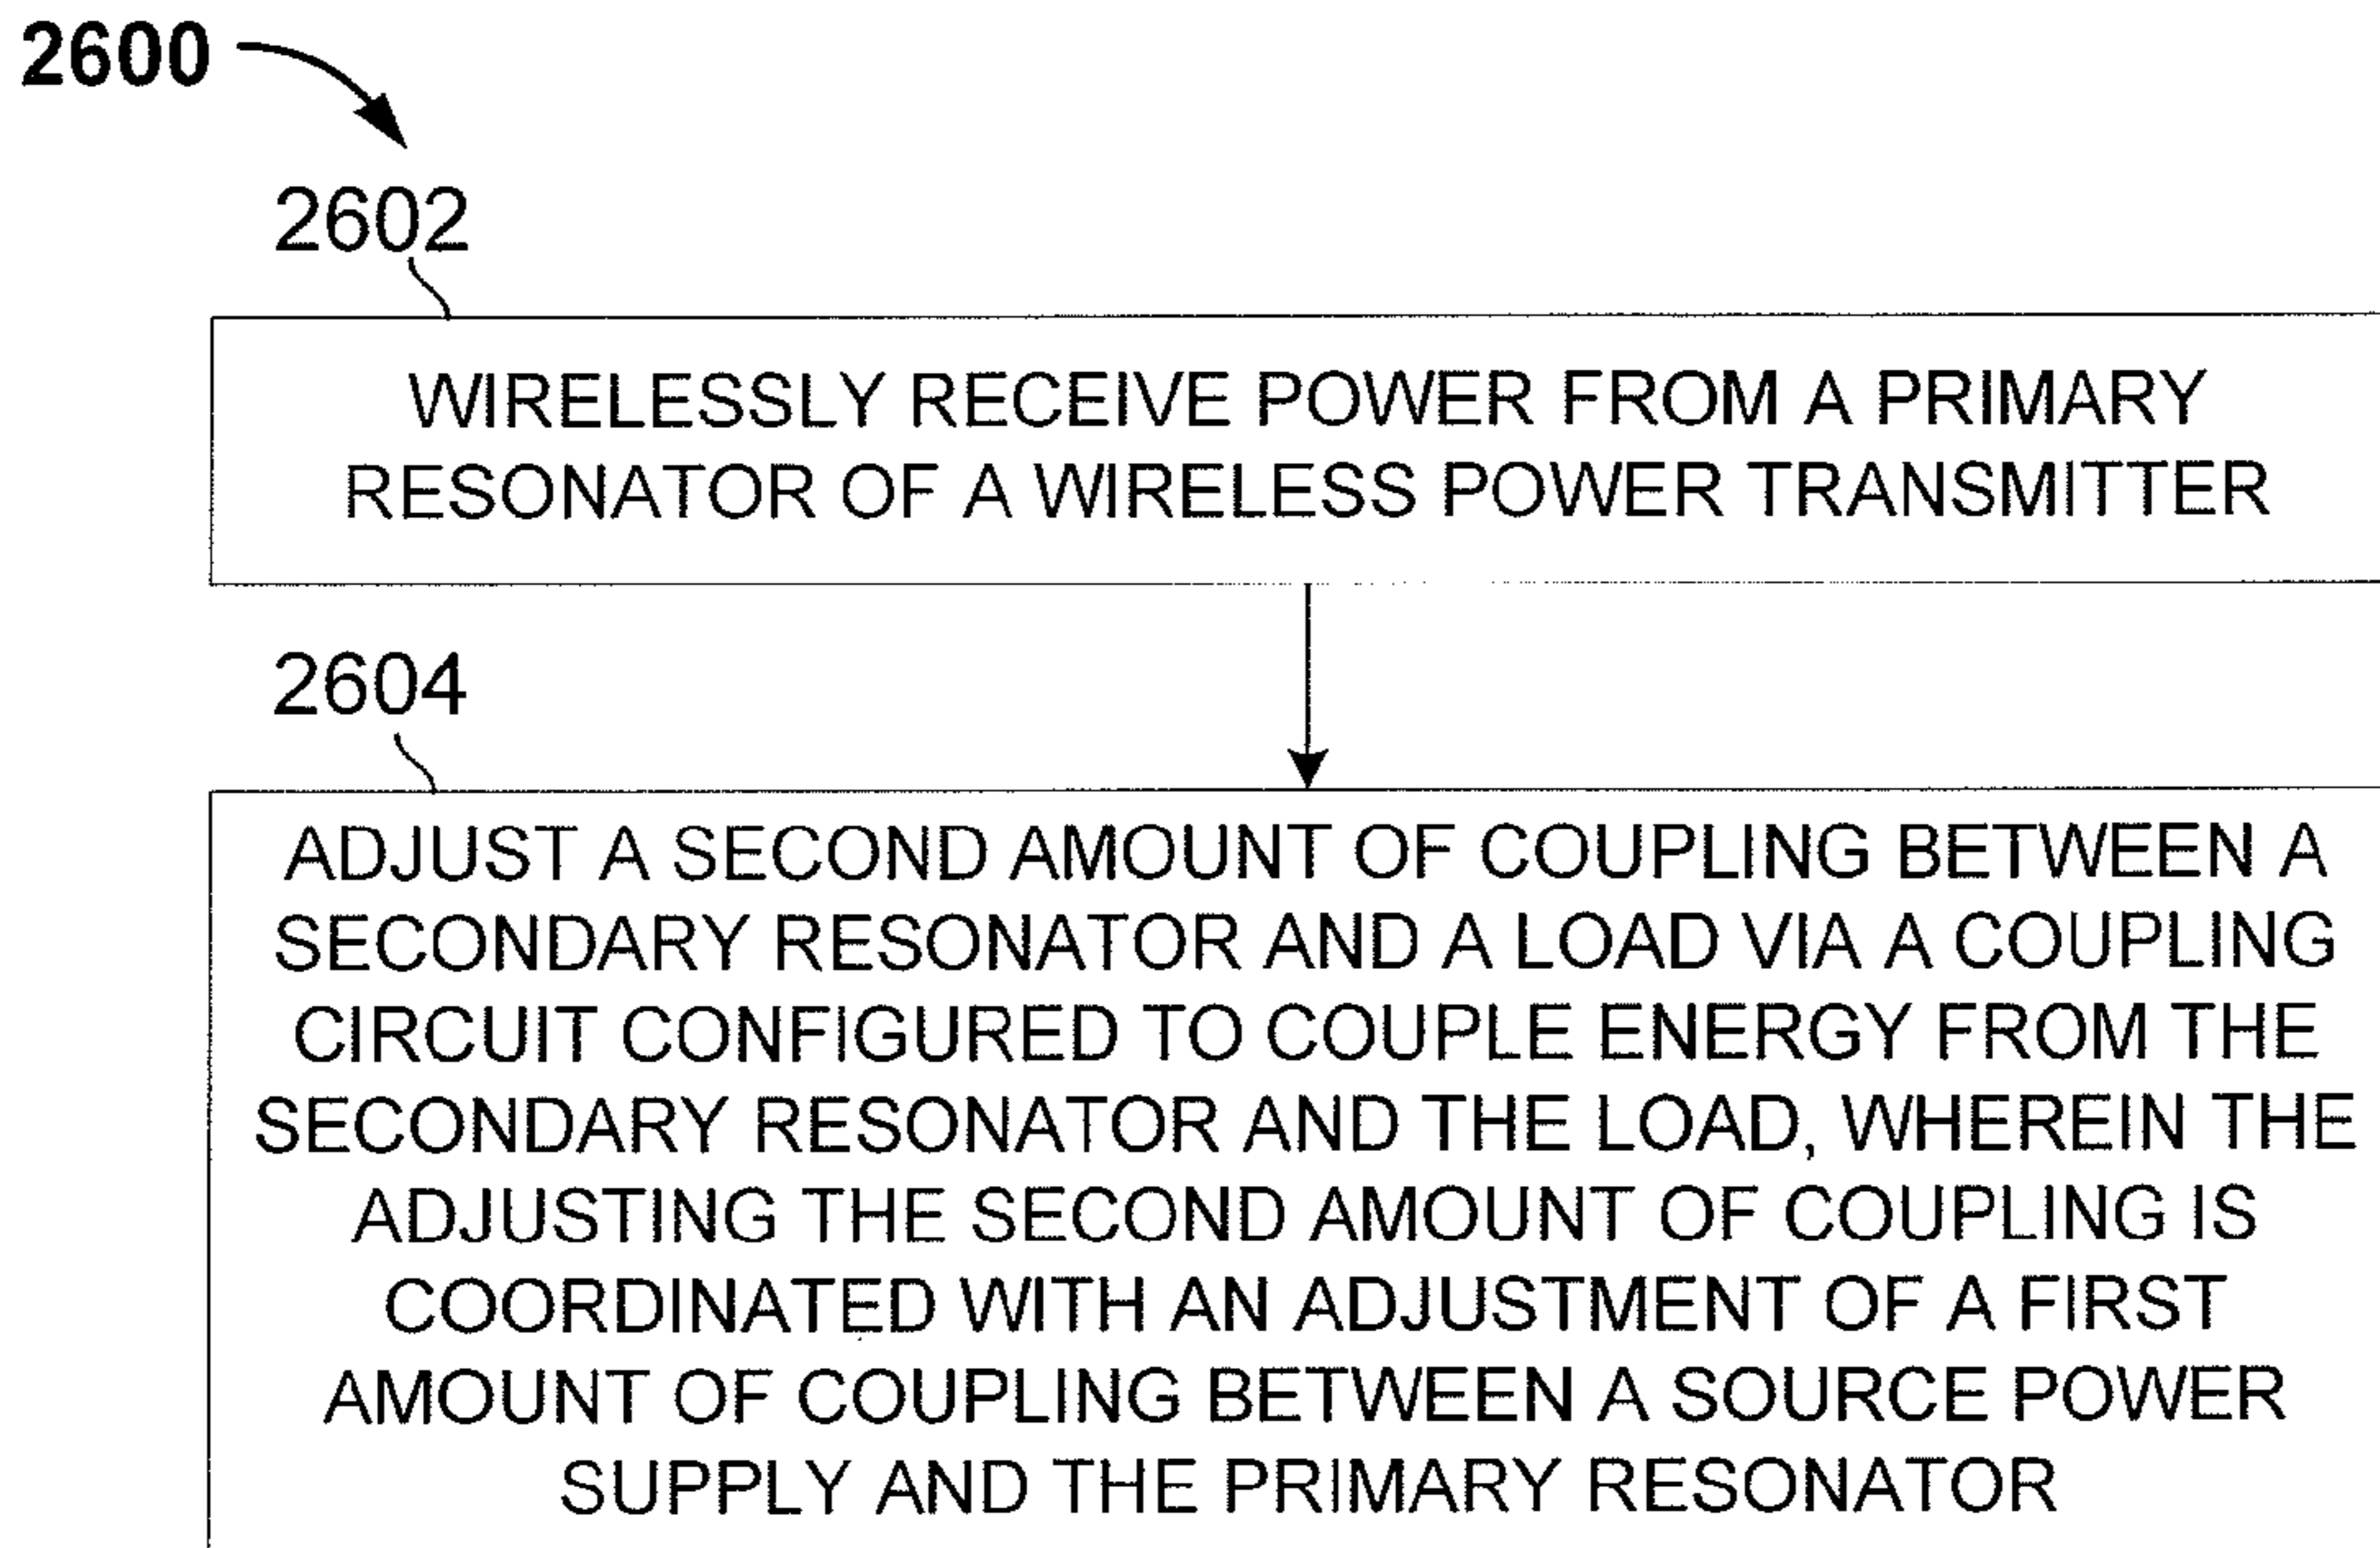 2600
2602
WIRELESSLY RECEIVE POWER FROM A PRIMARY
RESONATOR OF A WIRELESS POWER TRANSMITTER
2604
ADJUST A SECOND AMOUNT OF COUPLING BETWEEN A
SECONDARY RESONATOR AND A LOAD VIA A COUPLING
CIRCUIT CONFIGURED TO COUPLE ENERGY FROM THE
SECONDARY RESONATOR AND THE LOAD, WHEREIN THE
ADJUSTING THE SECOND AMOUNT OF COUPLING IS
COORDINATED WITH AN ADJUSTMENT OF A FIRST
AMOUNT OF COUPLING BETWEEN A SOURCE POWER
SUPPLY AND THE PRIMARY RESONATOR